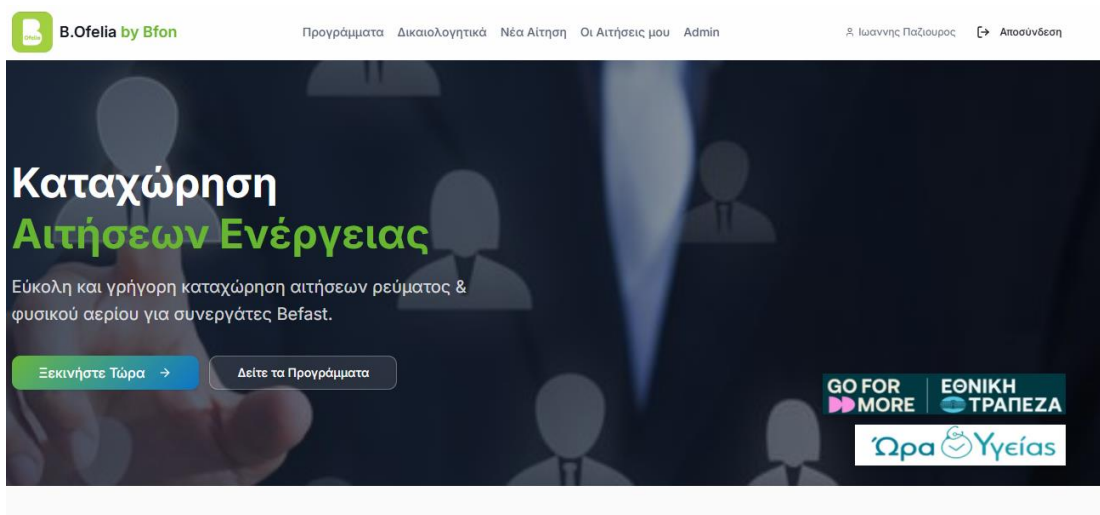 B.Ofelia by Bfon
Προγράμματα Δικαιολογητικά Νέα Αίτηση Οι Αιτήσεις μου Admin
Ιωαννης Παζιουρος Αποσύνδεση
Καταχώρηση
Αιτήσεων Ενέργειας
Εύκολη και γρήγορη καταχώρηση αιτήσεων ρεύματος &
φυσικού αερίου για συνεργάτες Befast.
Ξεκινήστε Τώρα →
Δείτε τα Προγράμματα
GO FOR
MORE
ΕΘΝΙΚΗ
ΤΡΑΠΕΖΑ
Ώρα Υγείας